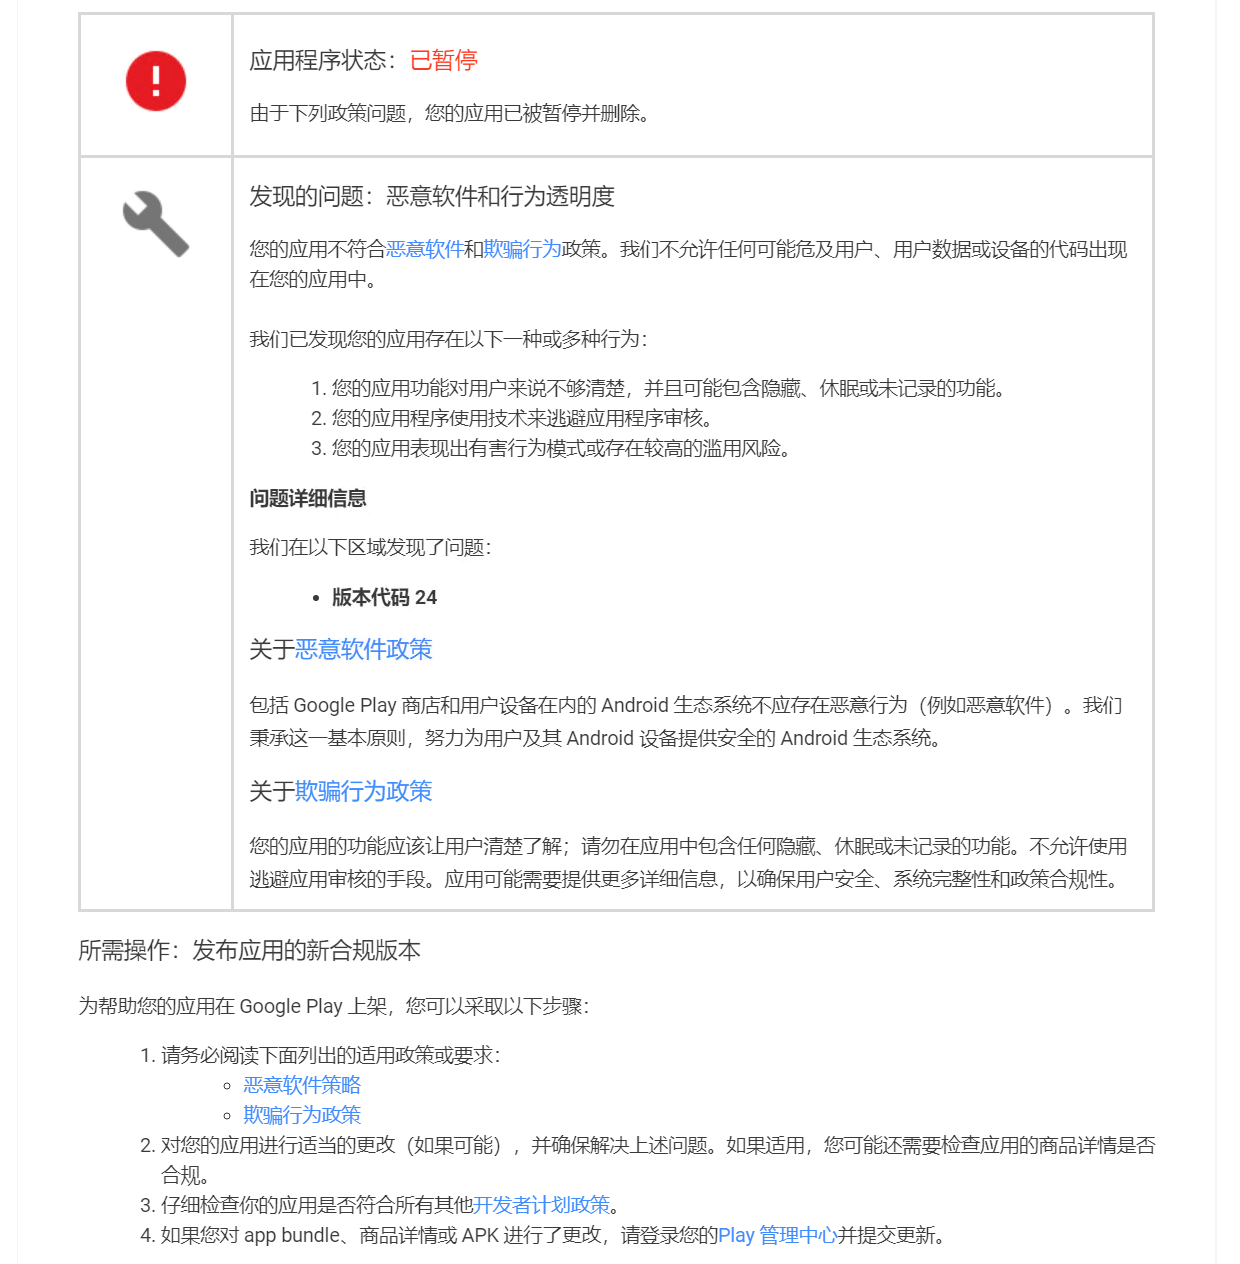 应用程序状态：已暂停
由于下列政策问题，您的应用已被暂停并删除。
发现的问题：恶意软件和行为透明度
您的应用不符合恶意软件和欺骗行为政策。我们不允许任何可能危及用户、用户数据或设备的代码出现
在您的应用中。
我们已发现您的应用存在以下一种或多种行为：
1. 您的应用功能对用户来说不够清楚，并且可能包含隐藏、休眠或未记录的功能。
2. 您的应用程序使用技术来逃避应用程序审核。
3. 您的应用表现出有害行为模式或存在较高的滥用风险。
问题详细信息
我们在以下区域发现了问题：
• 版本代码 24
关于恶意软件政策
包括 Google Play 商店和用户设备在内的 Android 生态系统不应存在恶意行为（例如恶意软件）。我们
秉承这一基本原则，努力为用户及其 Android 设备提供安全的 Android 生态系统。
关于欺骗行为政策
您的应用的功能应该让用户清楚了解；请勿在应用中包含任何隐藏、休眠或未记录的功能。不允许使用
逃避应用审核的手段。应用可能需要提供更多详细信息，以确保用户安全、系统完整性和政策合规性。
所需操作：发布应用的新合规版本
为帮助您的应用在 Google Play 上架，您可以采取以下步骤：
1. 请务必阅读下面列出的适用政策或要求：
○ 恶意软件策略
○ 欺骗行为政策
2. 对您的应用进行适当的更改（如果可能），并确保解决上述问题。如果适用，您可能还需要检查应用的商品详情是否
合规。
3. 仔细检查你的应用是否符合所有其他开发者计划政策。
4. 如果您对 app bundle、商品详情或 APK 进行了更改，请登录您的Play 管理中心并提交更新。